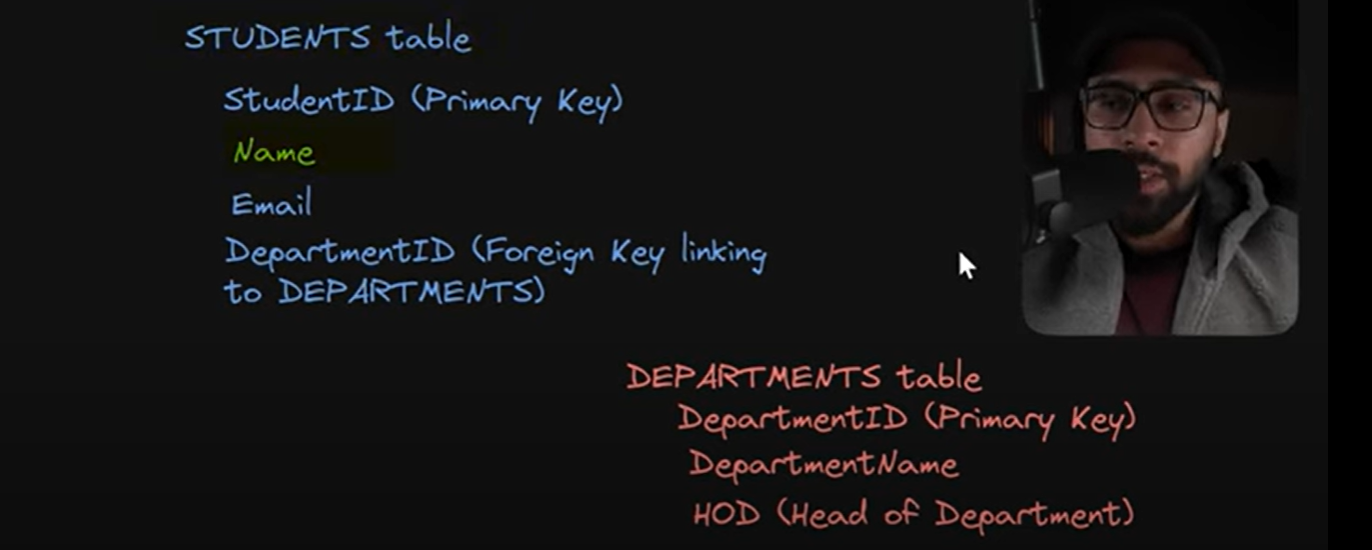 STUDENTS table
StudentID (Primary Key)
Name
Email
DepartmentID (Foreign Key linking
to DEPARTMENTS)
DEPARTMENTS table
DepartmentID (Primary Key)
DepartmentName
HOD (Head of Department)